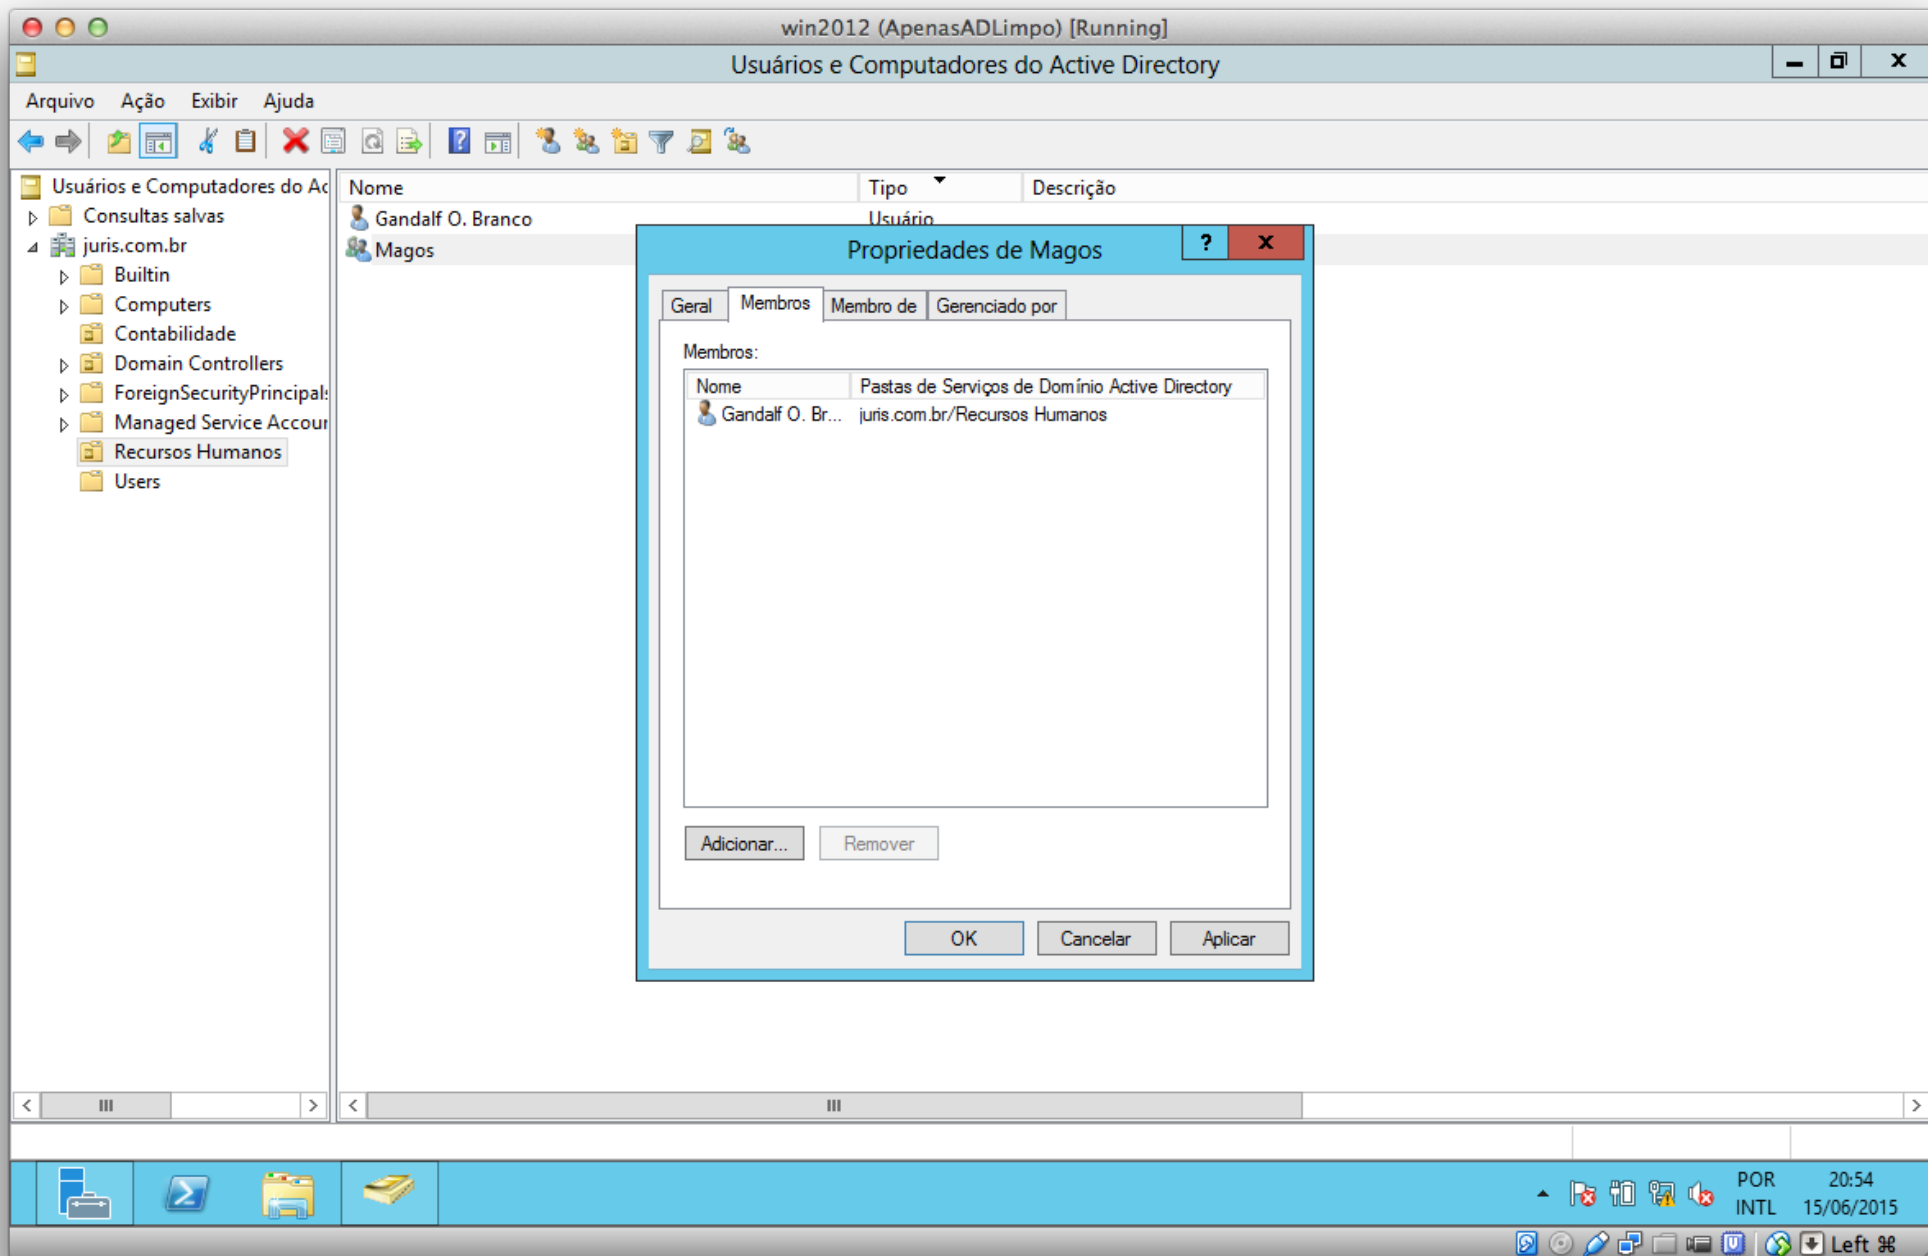 win2012 (ApenasADLimpo) [Running]
Usuários e Computadores do Active Directory
Arquivo Ação Exibir Ajuda
Usuários e Computadores do Ac
Consultas salvas
juris.com.br
Builtin
Computers
Contabilidade
Domain Controllers
ForeignSecurityPrincipals
Managed Service Accour
Recursos Humanos
Users
Nome Tipo Descrição
Gandalf O. Branco Usuário
Magos
Propriedades de Magos ? x
Geral Membros Membro de Gerenciado por
Membros:
Nome Pastas de Serviços de Domínio Active Directory
Gandalf O. Br... juris.com.br/Recursos Humanos
Adicionar... Remover
OK Cancelar Aplicar
POR 20:54
INTL 15/06/2015
Left ⌘